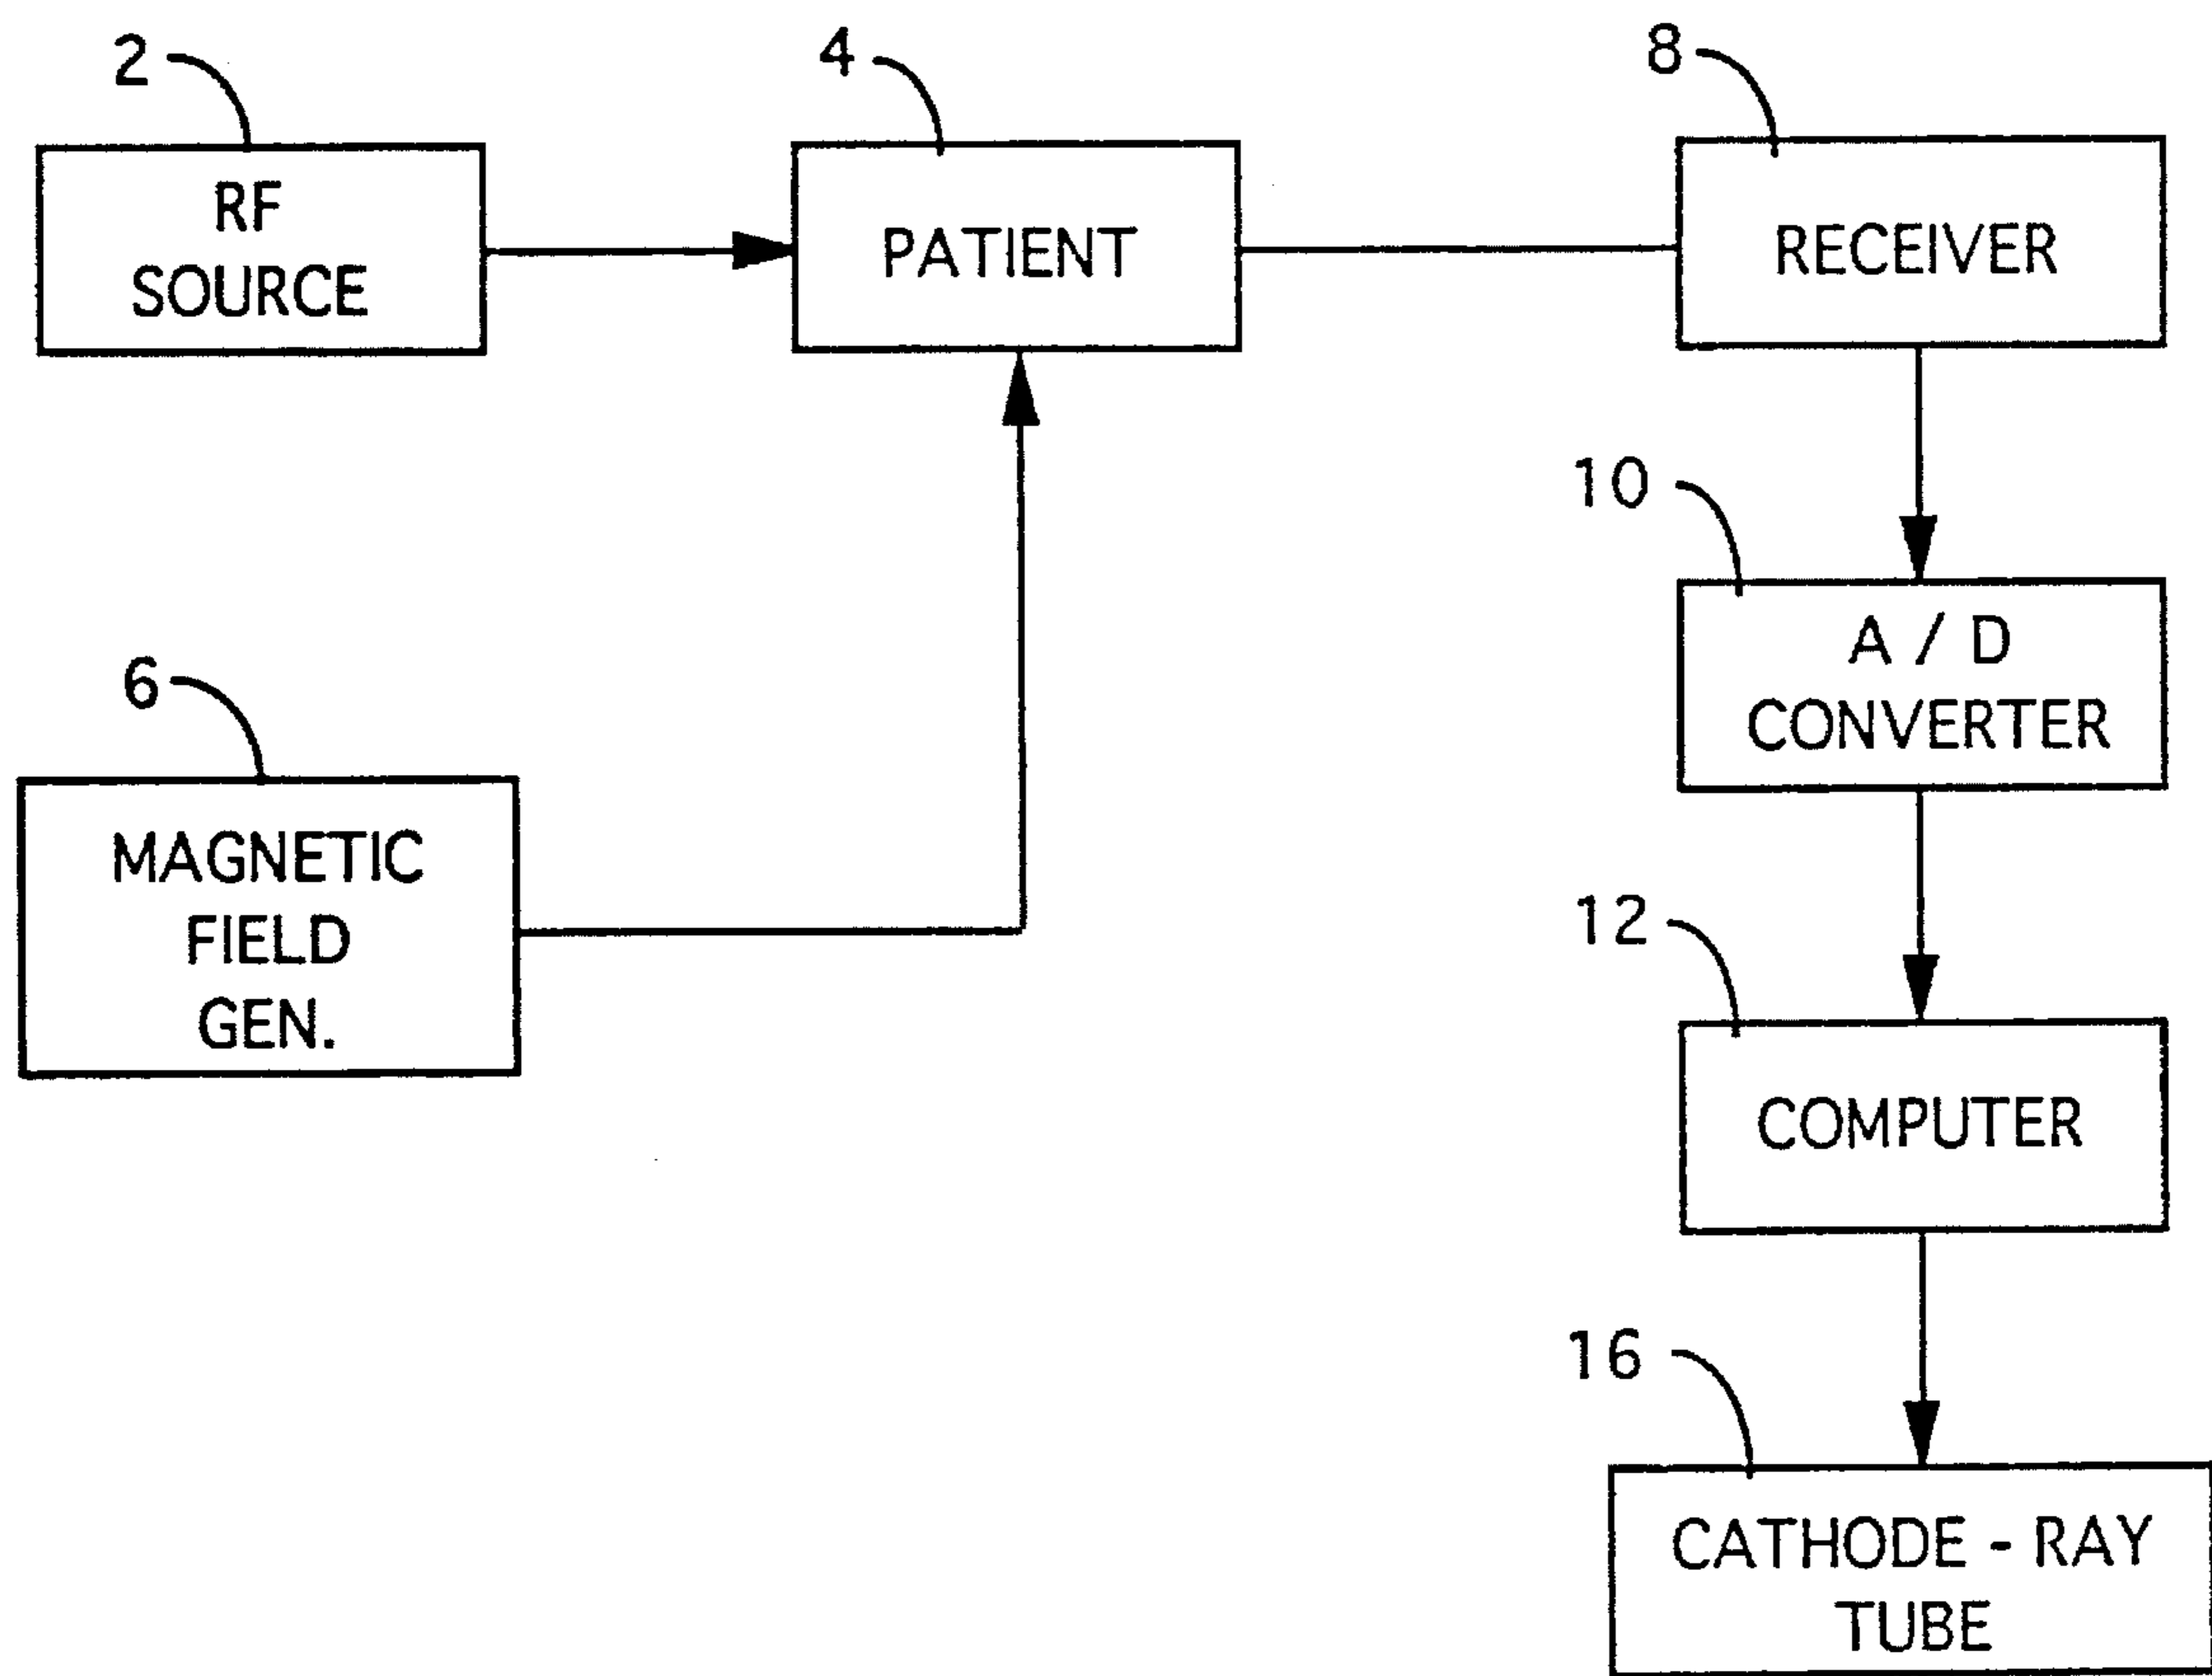 2
4
8
RF
SOURCE
PATIENT
RECEIVER
10
A / D
CONVERTER
6
MAGNETIC
FIELD
GEN.
12
COMPUTER
16
CATHODE - RAY
TUBE